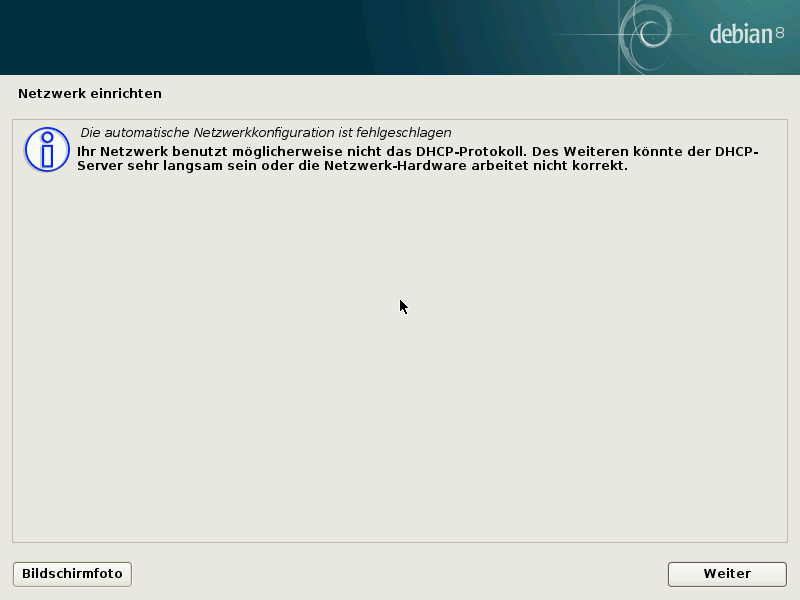 debian 8
Netzwerk einrichten
Die automatische Netzwerkkonfiguration ist fehlgeschlagen
Ihr Netzwerk benutzt möglicherweise nicht das DHCP-Protokoll. Des Weiteren könnte der DHCP-
Server sehr langsam sein oder die Netzwerk-Hardware arbeitet nicht korrekt.
Bildschirmfoto
Weiter